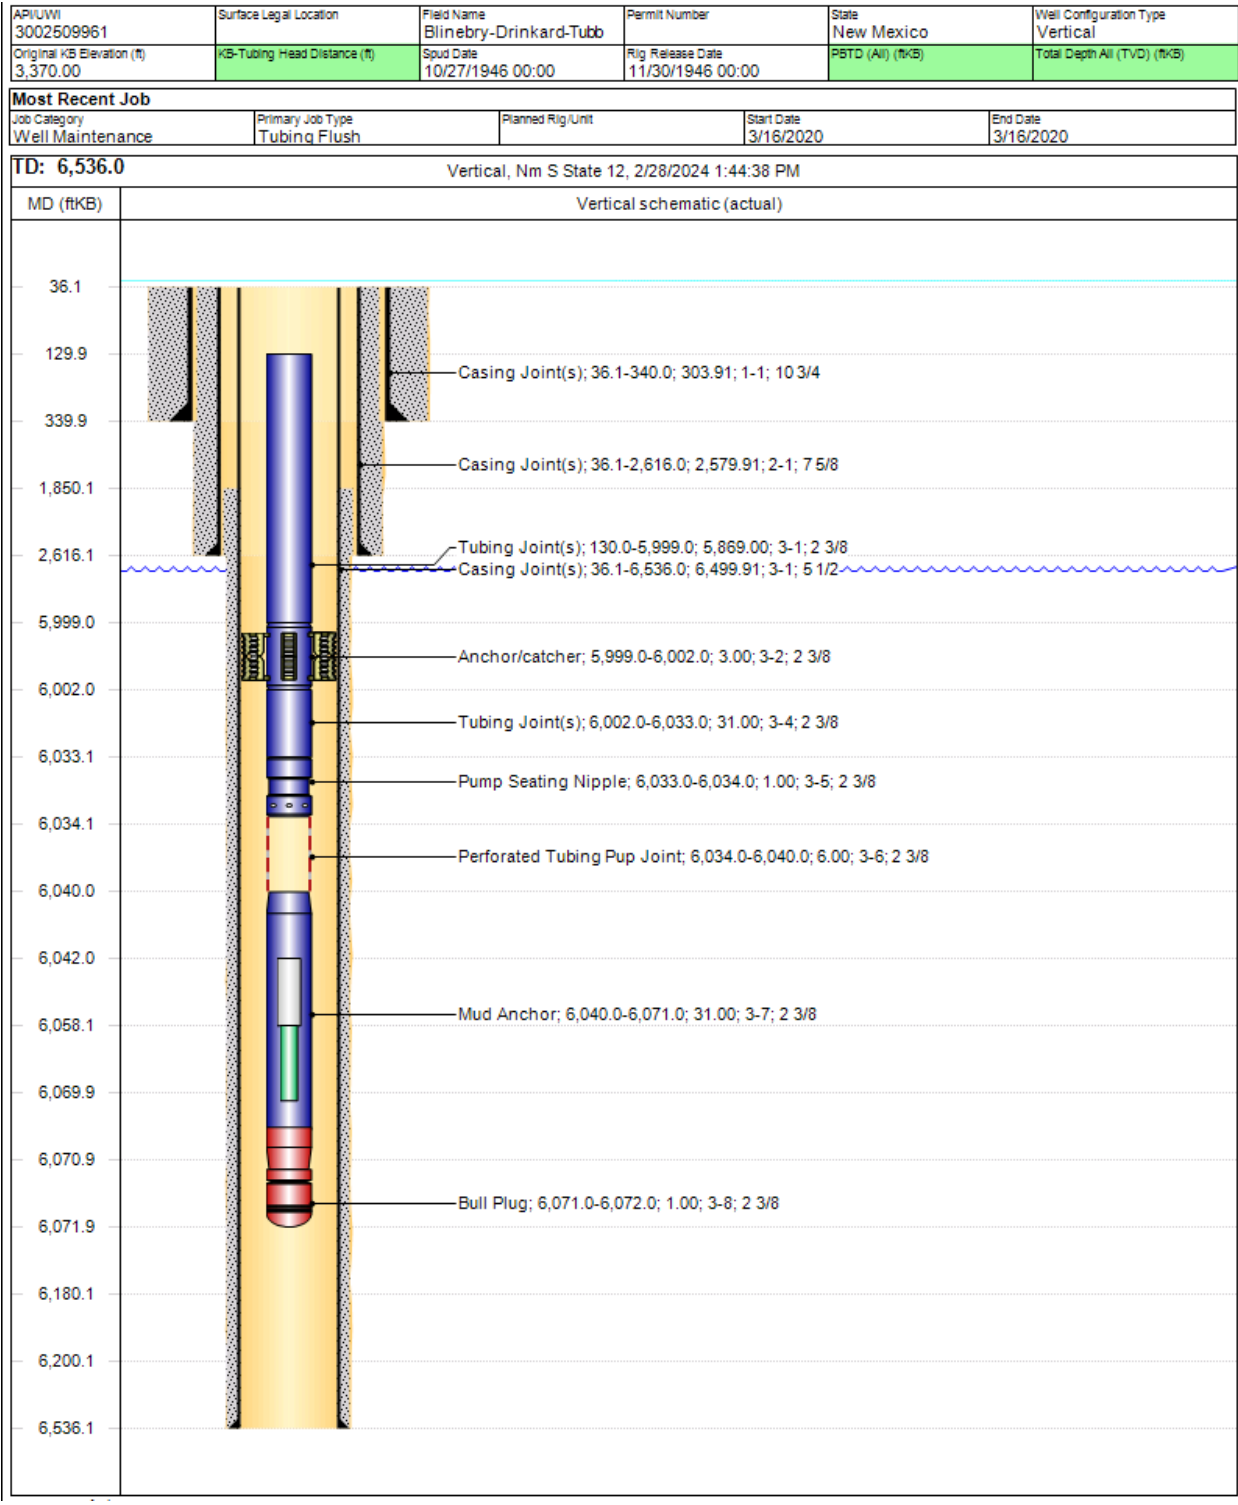 API/UWI Surface Legal Location Field Name Permit Number State Well Configuration Type
3002509961 Blinebry-Drinkard-Tubb New Mexico Vertical
Original KB Elevation (ft) KB-Tubing Head Distance (ft) Spud Date Rig Release Date PBTD (All) (ftKB) Total Depth All (TVD) (ftKB)
3,370.00 10/27/1946 00:00 11/30/1946 00:00
Most Recent Job
Job Category Primary Job Type Planned Rig/Unit Start Date End Date
Well Maintenance Tubing Flush 3/16/2020 3/16/2020
TD: 6,536.0 Vertical, Nm S State 12, 2/28/2024 1:44:38 PM
MD (ftKB) Vertical schematic (actual)
36.1
129.9
Casing Joint(s); 36.1-340.0; 303.91; 1-1; 10 3/4
339.9
Casing Joint(s); 36.1-2,616.0; 2,579.91; 2-1; 7 5/8
1,850.1
Tubing Joint(s); 130.0-5,999.0; 5,869.00; 3-1; 2 3/8
2,616.1
Casing Joint(s); 36.1-6,536.0; 6,499.91; 3-1; 5 1/2
5,999.0
Anchor/catcher; 5,999.0-6,002.0; 3.00; 3-2; 2 3/8
6,002.0
Tubing Joint(s); 6,002.0-6,033.0; 31.00; 3-4; 2 3/8
6,033.1
Pump Seating Nipple; 6,033.0-6,034.0; 1.00; 3-5; 2 3/8
6,034.1
Perforated Tubing Pup Joint; 6,034.0-6,040.0; 6.00; 3-6; 2 3/8
6,040.0
6,042.0
Mud Anchor; 6,040.0-6,071.0; 31.00; 3-7; 2 3/8
6,058.1
6,069.9
6,070.9
Bull Plug; 6,071.0-6,072.0; 1.00; 3-8; 2 3/8
6,071.9
6,180.1
6,200.1
6,536.1